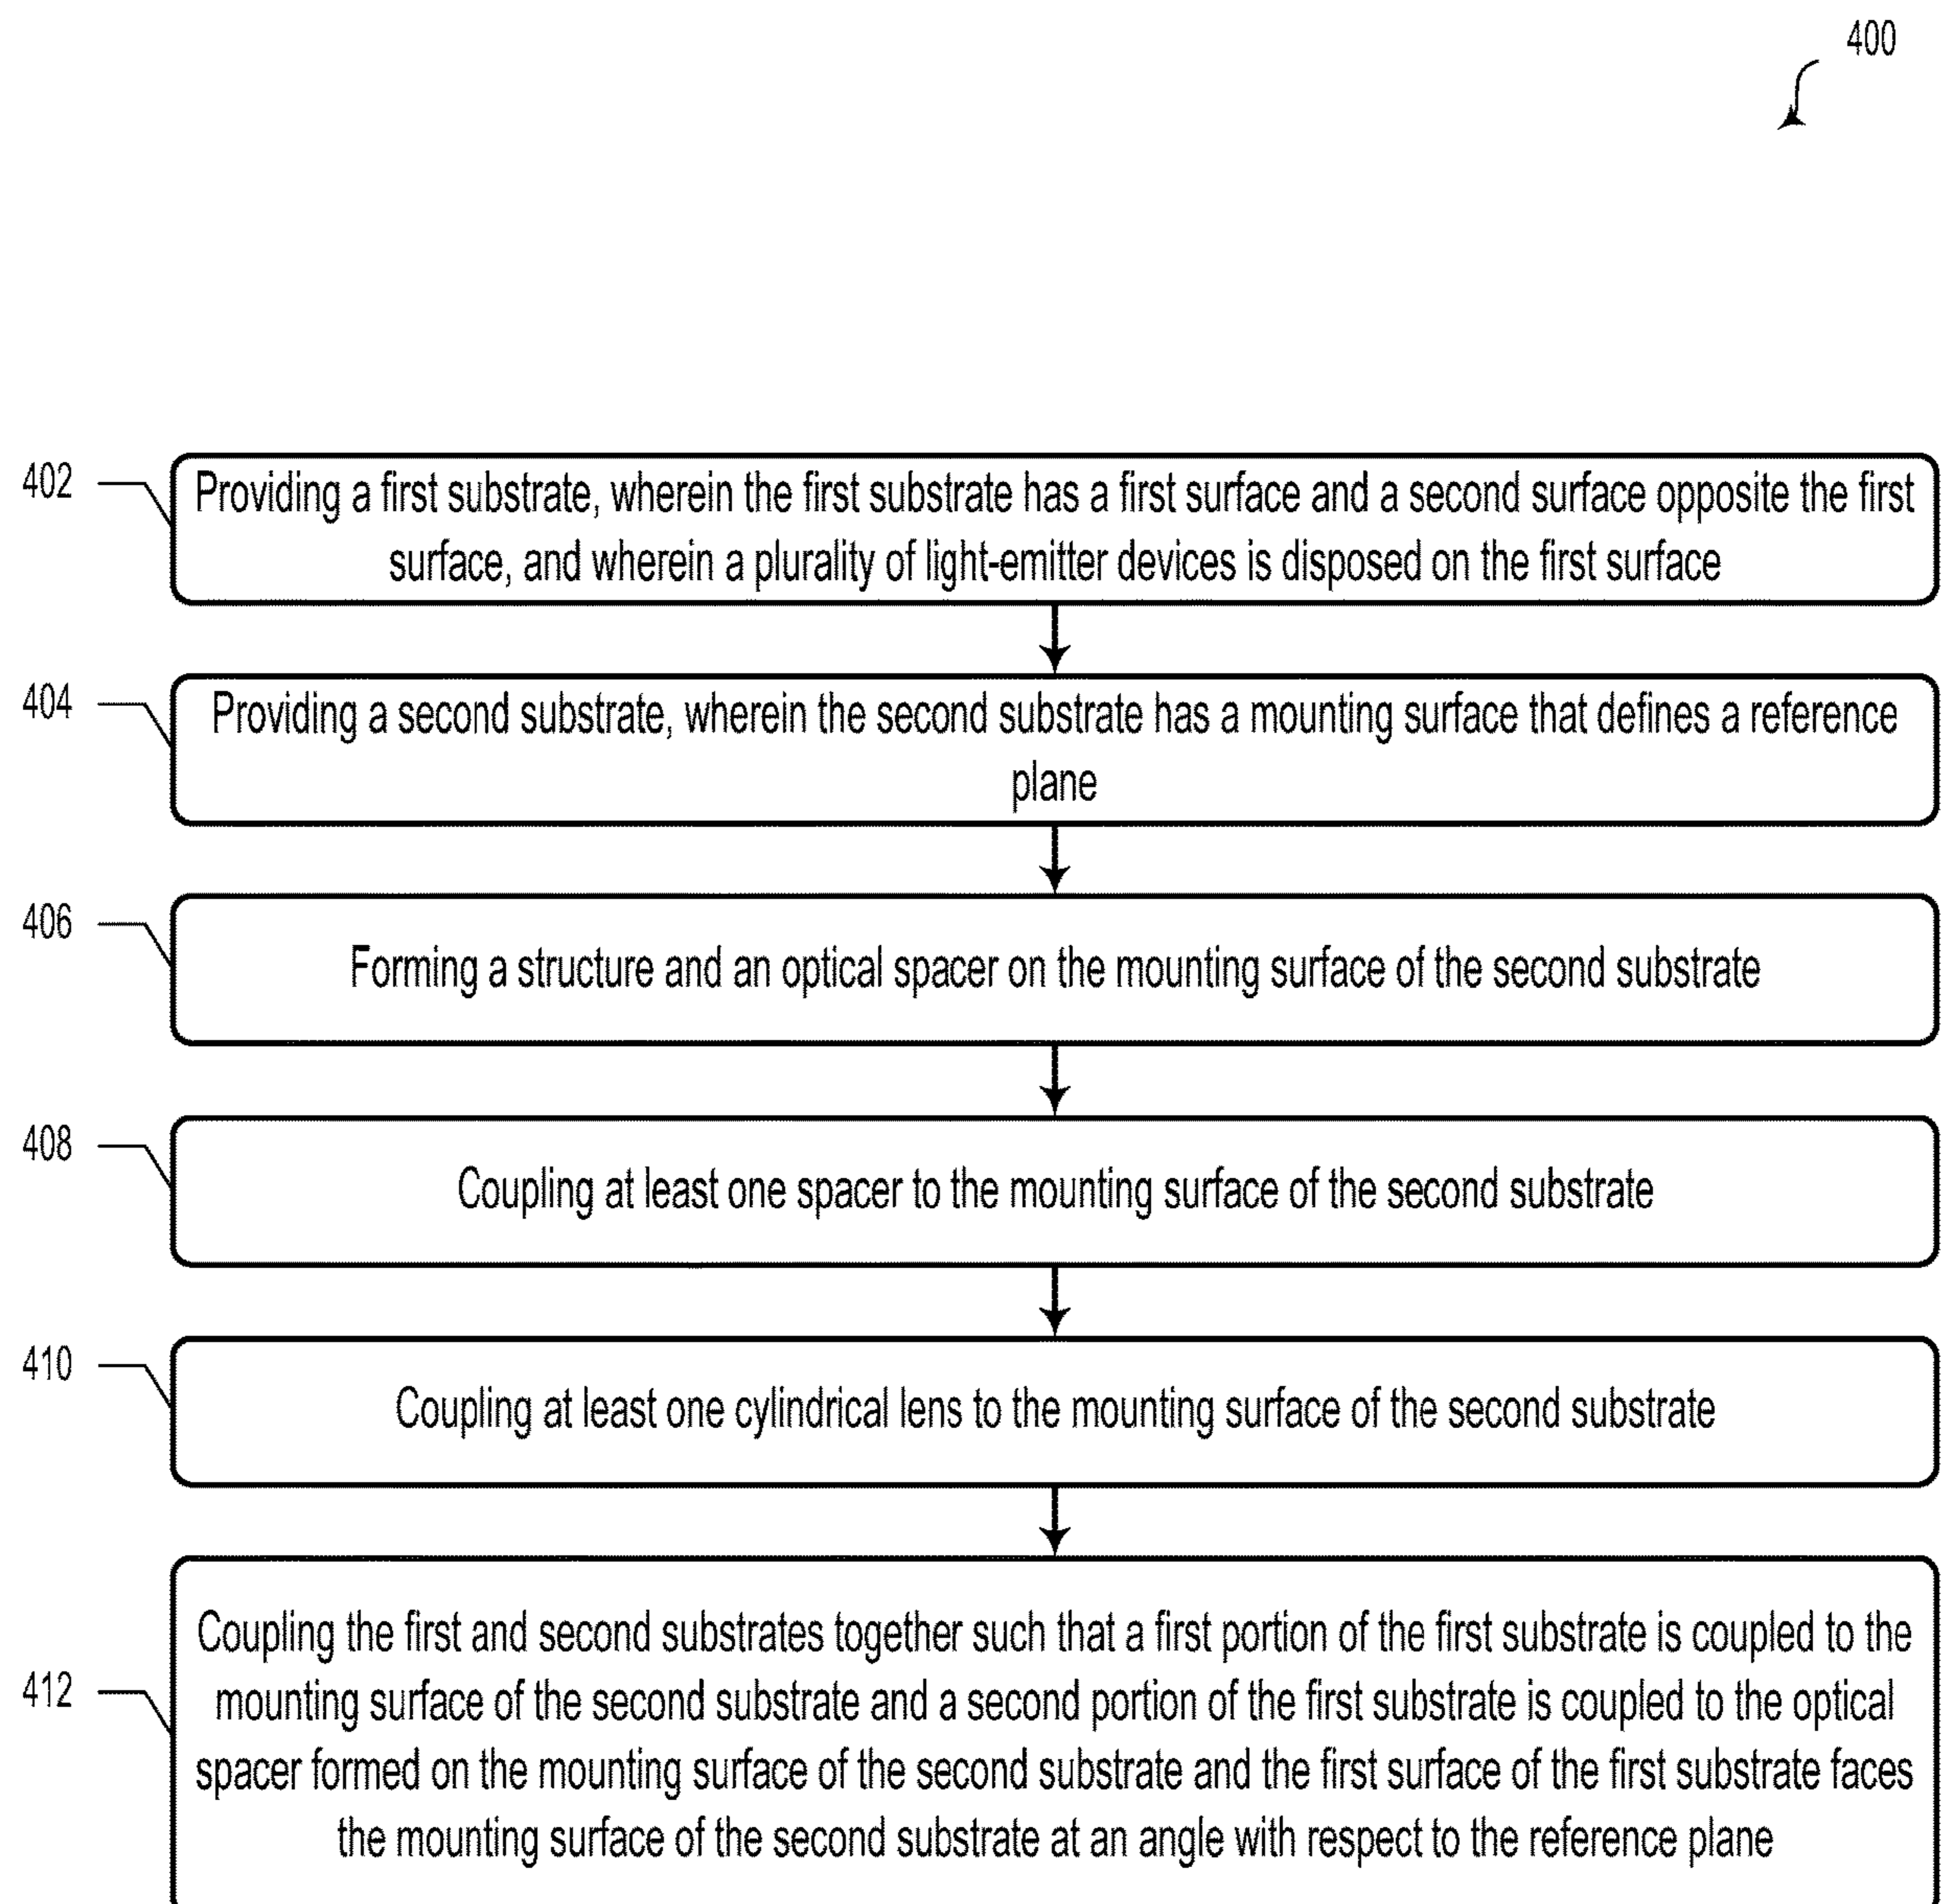 400
402
Providing a first substrate, wherein the first substrate has a first surface and a second surface opposite the first
surface, and wherein a plurality of light-emitter devices is disposed on the first surface
404
Providing a second substrate, wherein the second substrate has a mounting surface that defines a reference
plane
406
Forming a structure and an optical spacer on the mounting surface of the second substrate
408
Coupling at least one spacer to the mounting surface of the second substrate
410
Coupling at least one cylindrical lens to the mounting surface of the second substrate
412
Coupling the first and second substrates together such that a first portion of the first substrate is coupled to the
mounting surface of the second substrate and a second portion of the first substrate is coupled to the optical
spacer formed on the mounting surface of the second substrate and the first surface of the first substrate faces
the mounting surface of the second substrate at an angle with respect to the reference plane